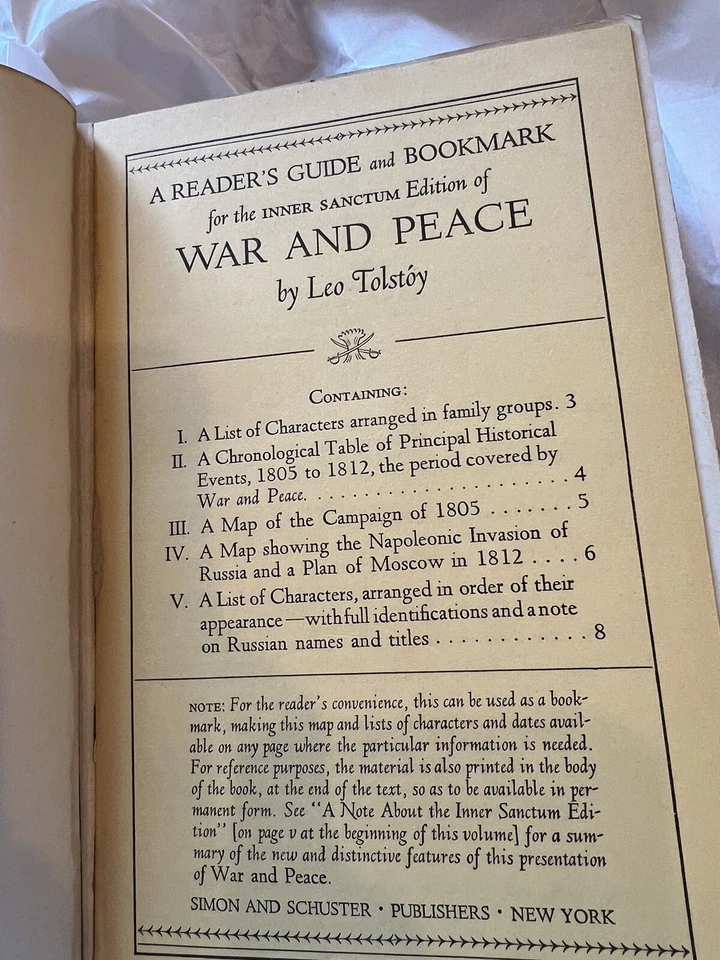 A READER'S GUIDE and BOOKMARK
for the INNER SANCTUM Edition of
WAR AND PEACE
by Leo Tolstóy
CONTAINING:
I. A List of Characters arranged in family groups. 3
II. A Chronological Table of Principal Historical
Events, 1805 to 1812, the period covered by
War and Peace. . . . . . . . . . . . . . . . . . . . . . 4
III. A Map of the Campaign of 1805 . . . . . . . 5
IV. A Map showing the Napoleonic Invasion of
Russia and a Plan of Moscow in 1812 . . . . 6
V. A List of Characters, arranged in order of their
appearance—with full identifications and a note
on Russian names and titles . . . . . . . . . . . . 8
NOTE: For the reader's convenience, this can be used as a book-
mark, making this map and lists of characters and dates avail-
able on any page where the particular information is needed.
For reference purposes, the material is also printed in the body
of the book, at the end of the text, so as to be available in per-
manent form. See "A Note About the Inner Sanctum Edi-
tion" [on page v at the beginning of this volume] for a sum-
mary of the new and distinctive features of this presentation
of War and Peace.
SIMON AND SCHUSTER · PUBLISHERS · NEW YORK